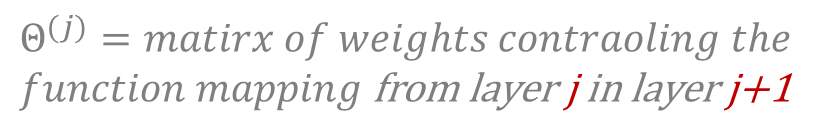 Θ^(j) = matirx of weights contraoling the
function mapping from layer j in layer j+1